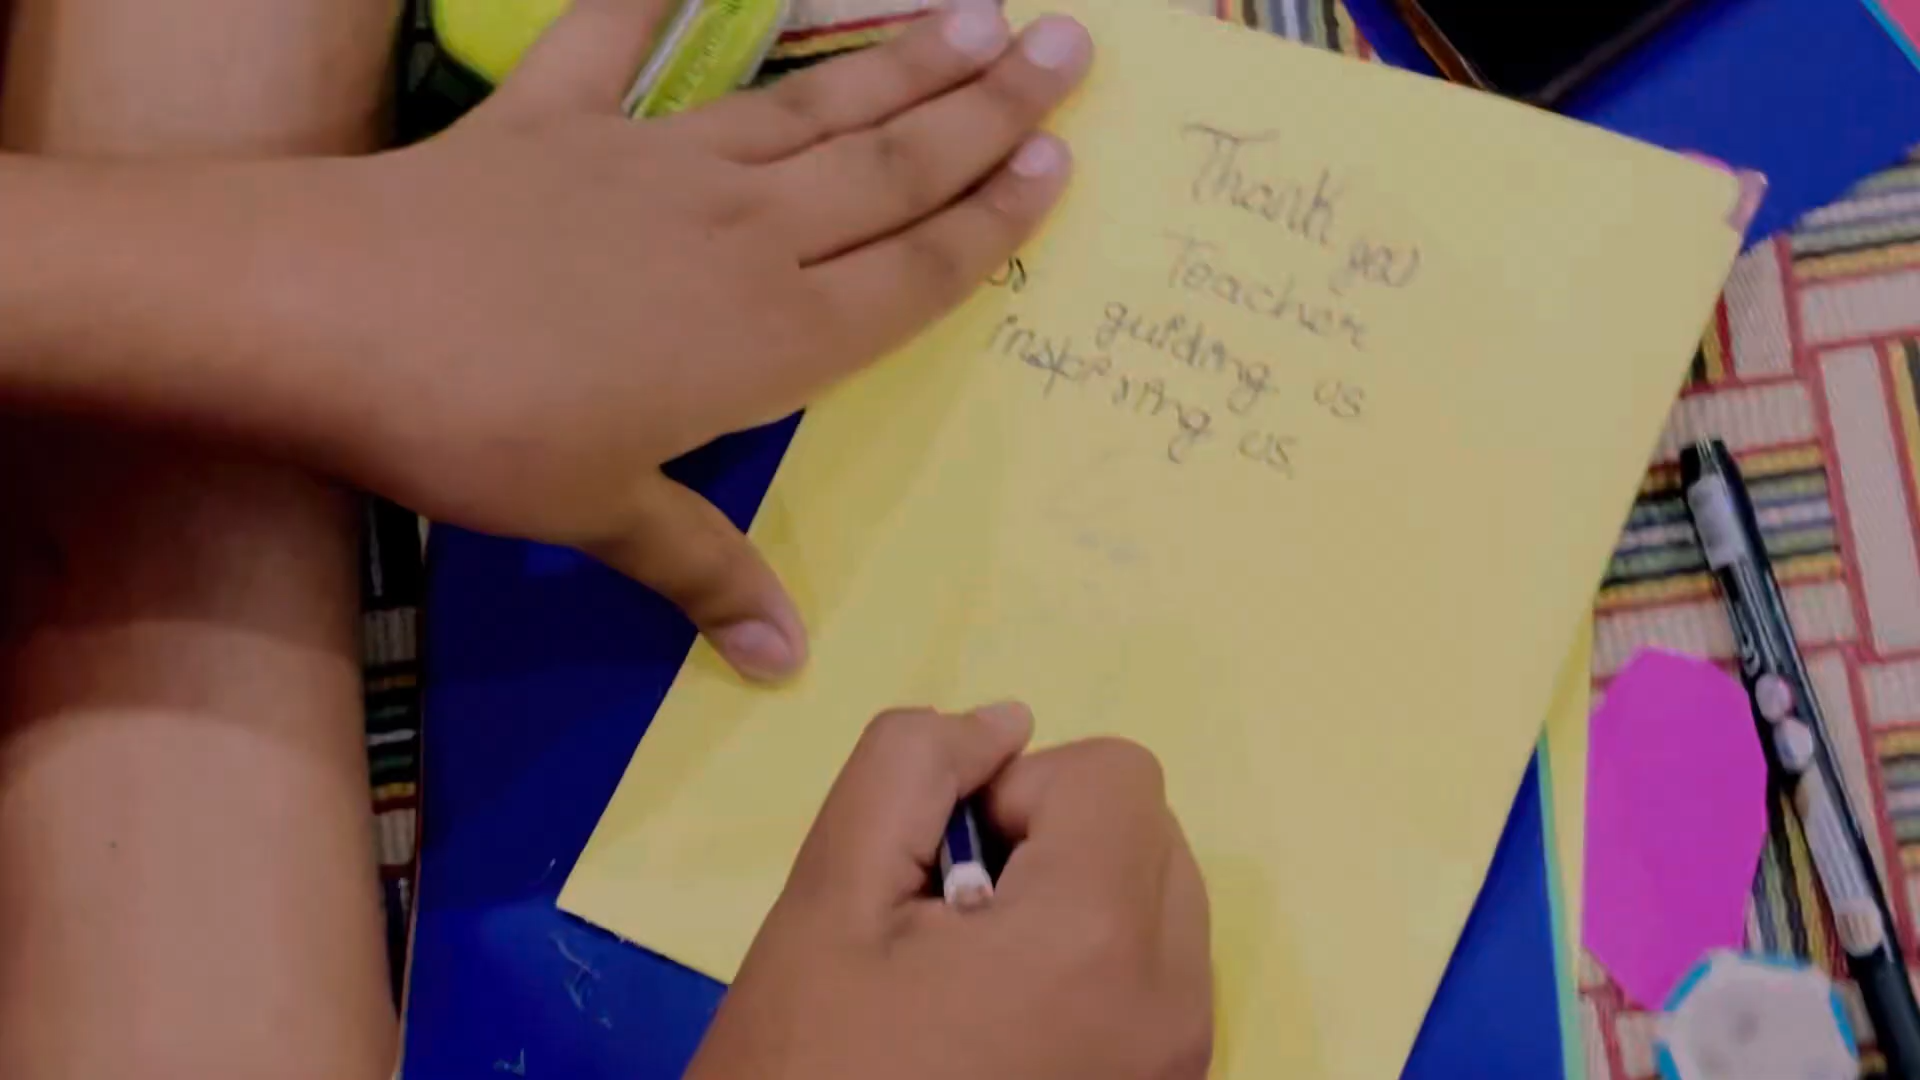 Thank you
Teacher
guiding us
inspiring us